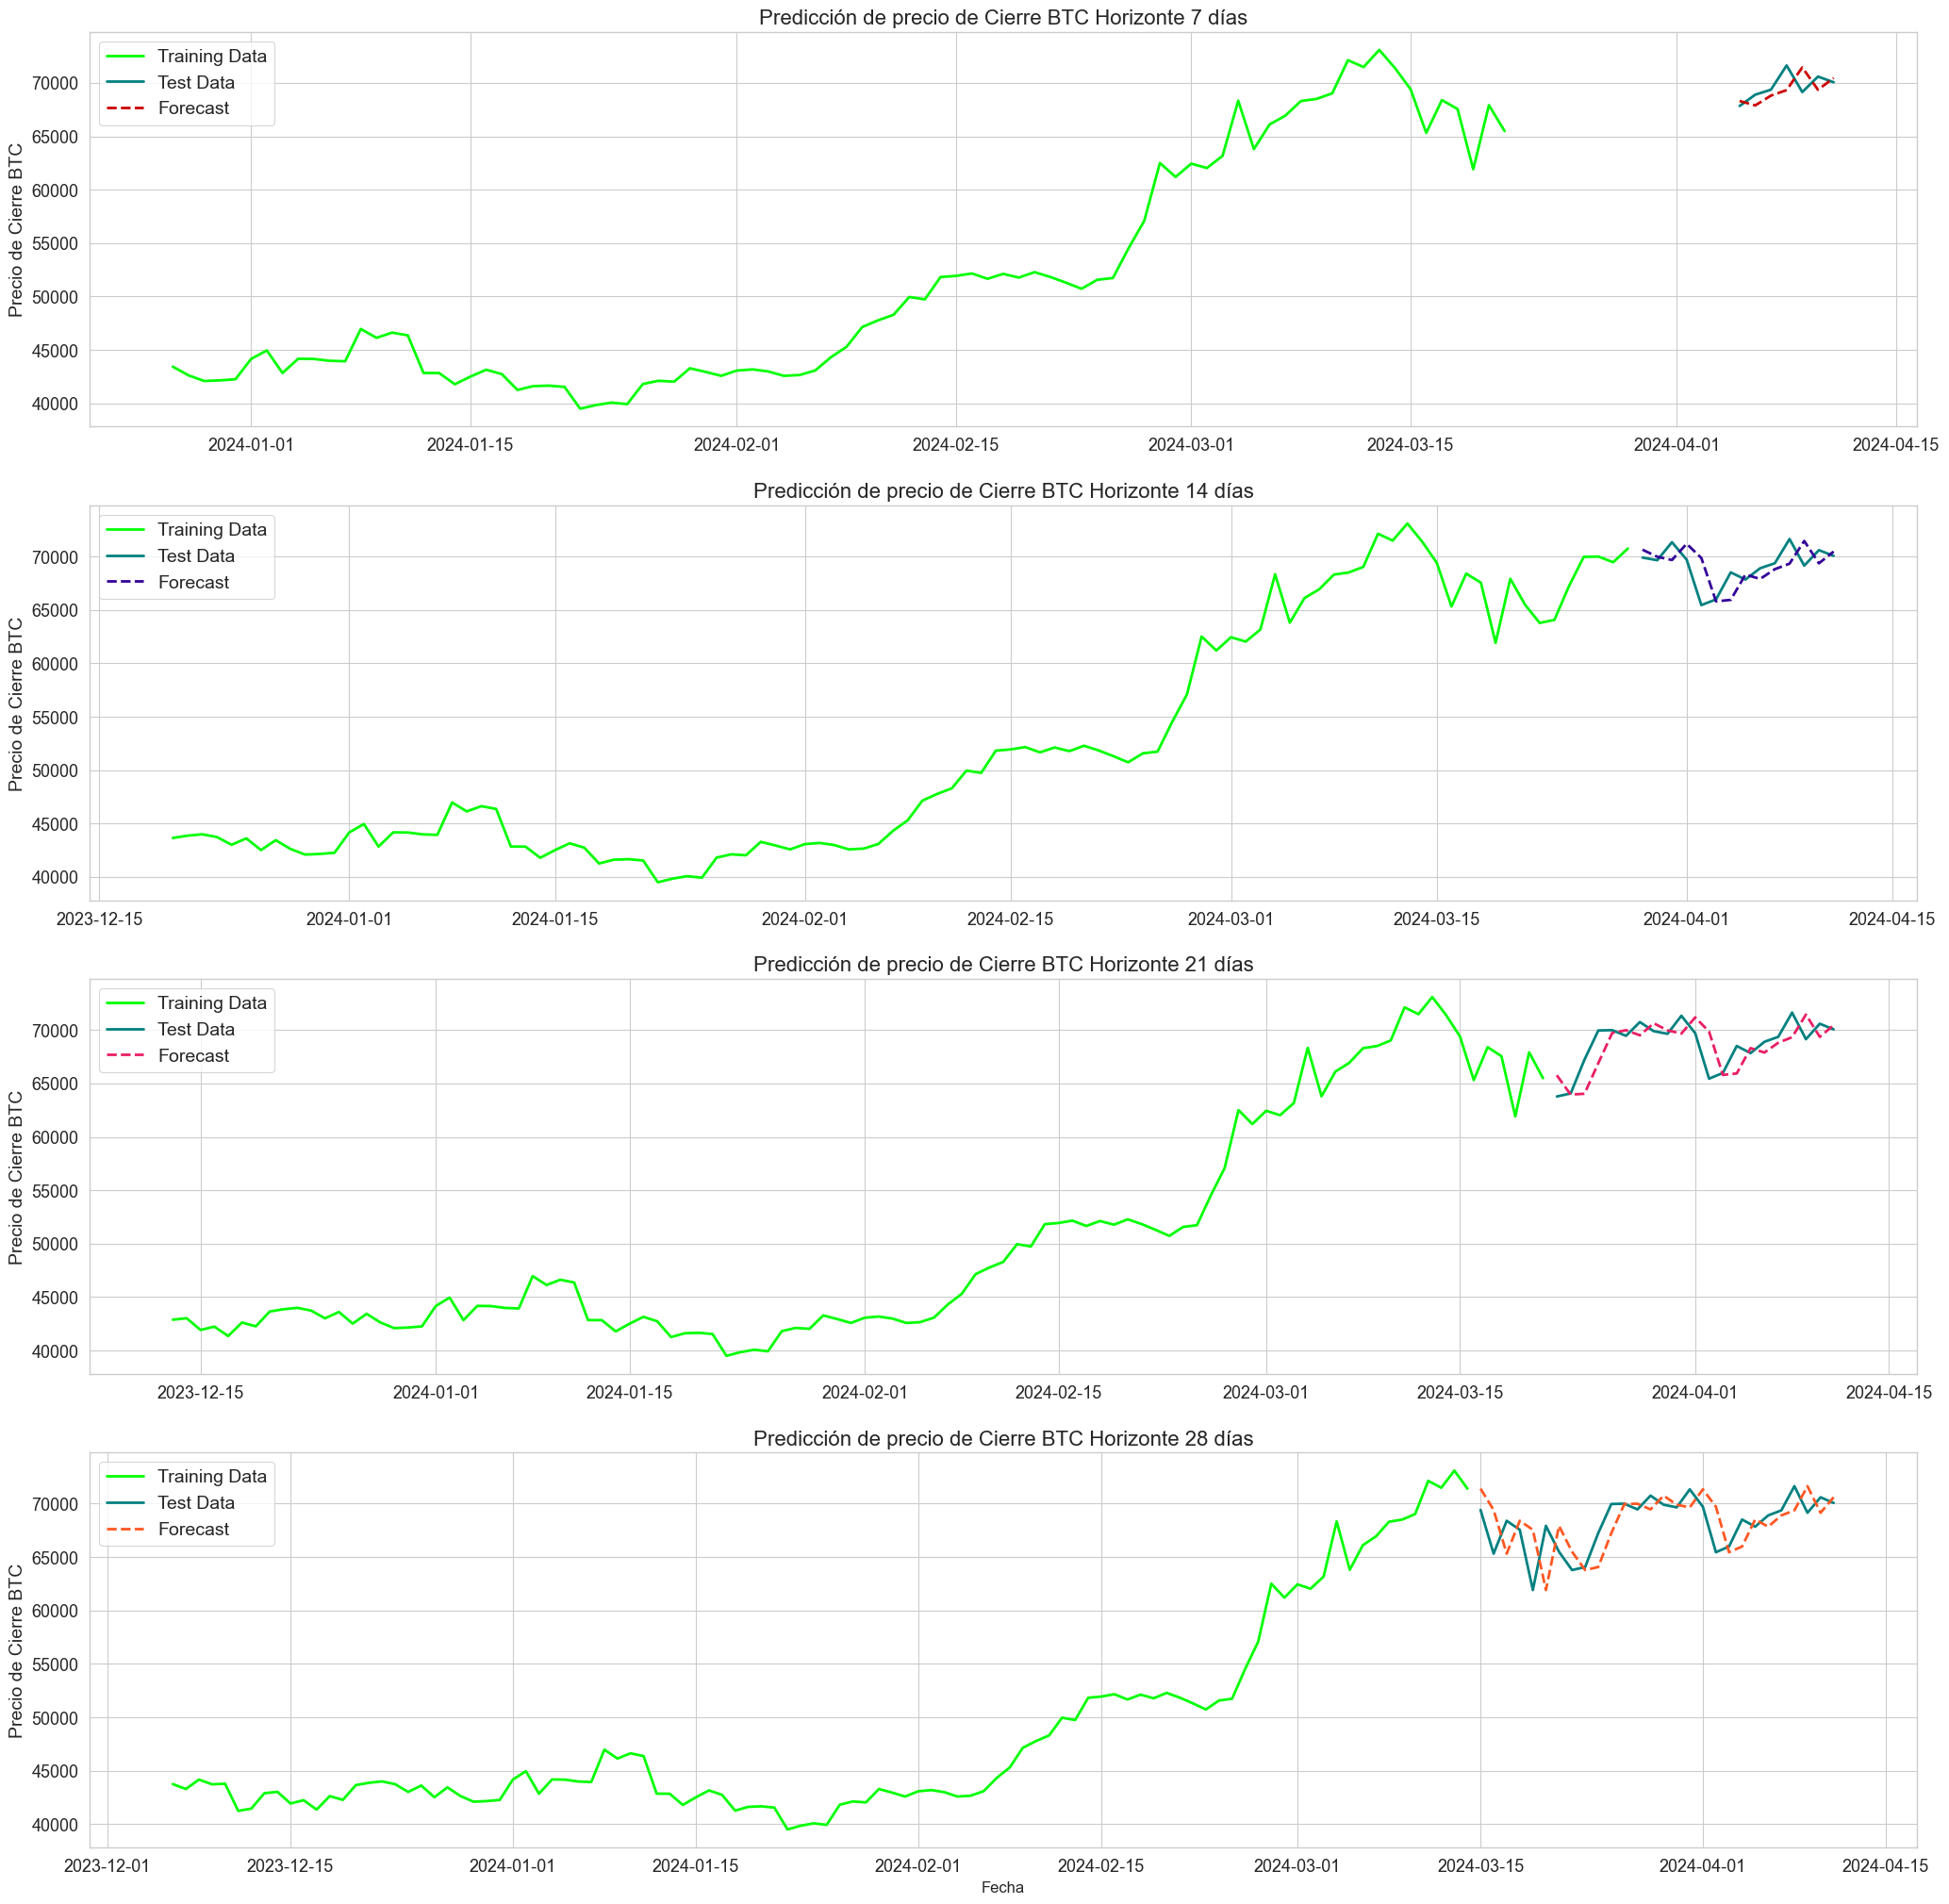 Predicción de precio de Cierre BTC Horizonte 7 días
Training Data
Test Data
Forecast
Precio de Cierre BTC
70000
65000
60000
55000
50000
45000
40000
2024-01-01 2024-01-15 2024-02-01 2024-02-15 2024-03-01 2024-03-15 2024-04-01 2024-04-15
Predicción de precio de Cierre BTC Horizonte 14 días
Training Data
Test Data
Forecast
Precio de Cierre BTC
70000
65000
60000
55000
50000
45000
40000
2023-12-15 2024-01-01 2024-01-15 2024-02-01 2024-02-15 2024-03-01 2024-03-15 2024-04-01 2024-04-15
Predicción de precio de Cierre BTC Horizonte 21 días
Training Data
Test Data
Forecast
Precio de Cierre BTC
70000
65000
60000
55000
50000
45000
40000
2023-12-15 2024-01-01 2024-01-15 2024-02-01 2024-02-15 2024-03-01 2024-03-15 2024-04-01 2024-04-15
Predicción de precio de Cierre BTC Horizonte 28 días
Training Data
Test Data
Forecast
Precio de Cierre BTC
70000
65000
60000
55000
50000
45000
40000
2023-12-01 2023-12-15 2024-01-01 2024-01-15 2024-02-01 2024-02-15 2024-03-01 2024-03-15 2024-04-01 2024-04-15
Fecha